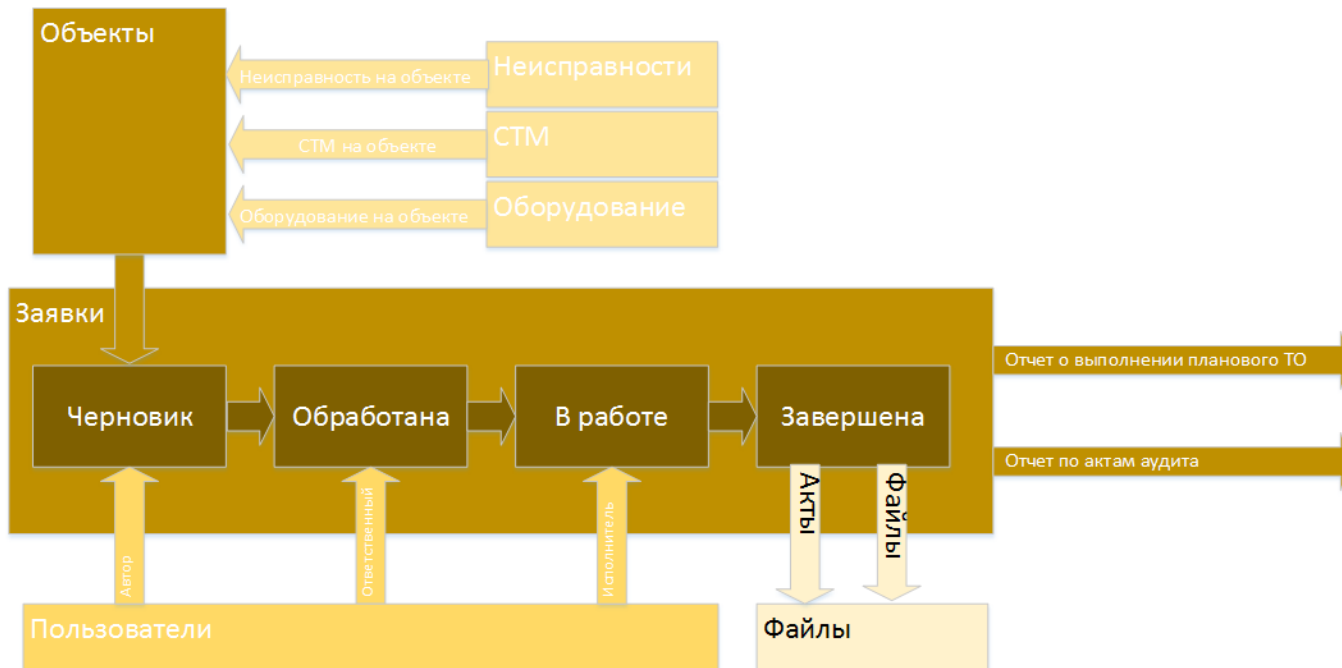 Объекты
Неисправность на объекте
Неисправности
СТМ на объекте
СТМ
Оборудование на объекте
Оборудование
Заявки
Черновик
Обработана
В работе
Завершена
Отчет о выполнении планового ТО
Отчет по актам аудита
Автор
Ответственный
Исполнитель
Акты
Файлы
Пользователи
Файлы